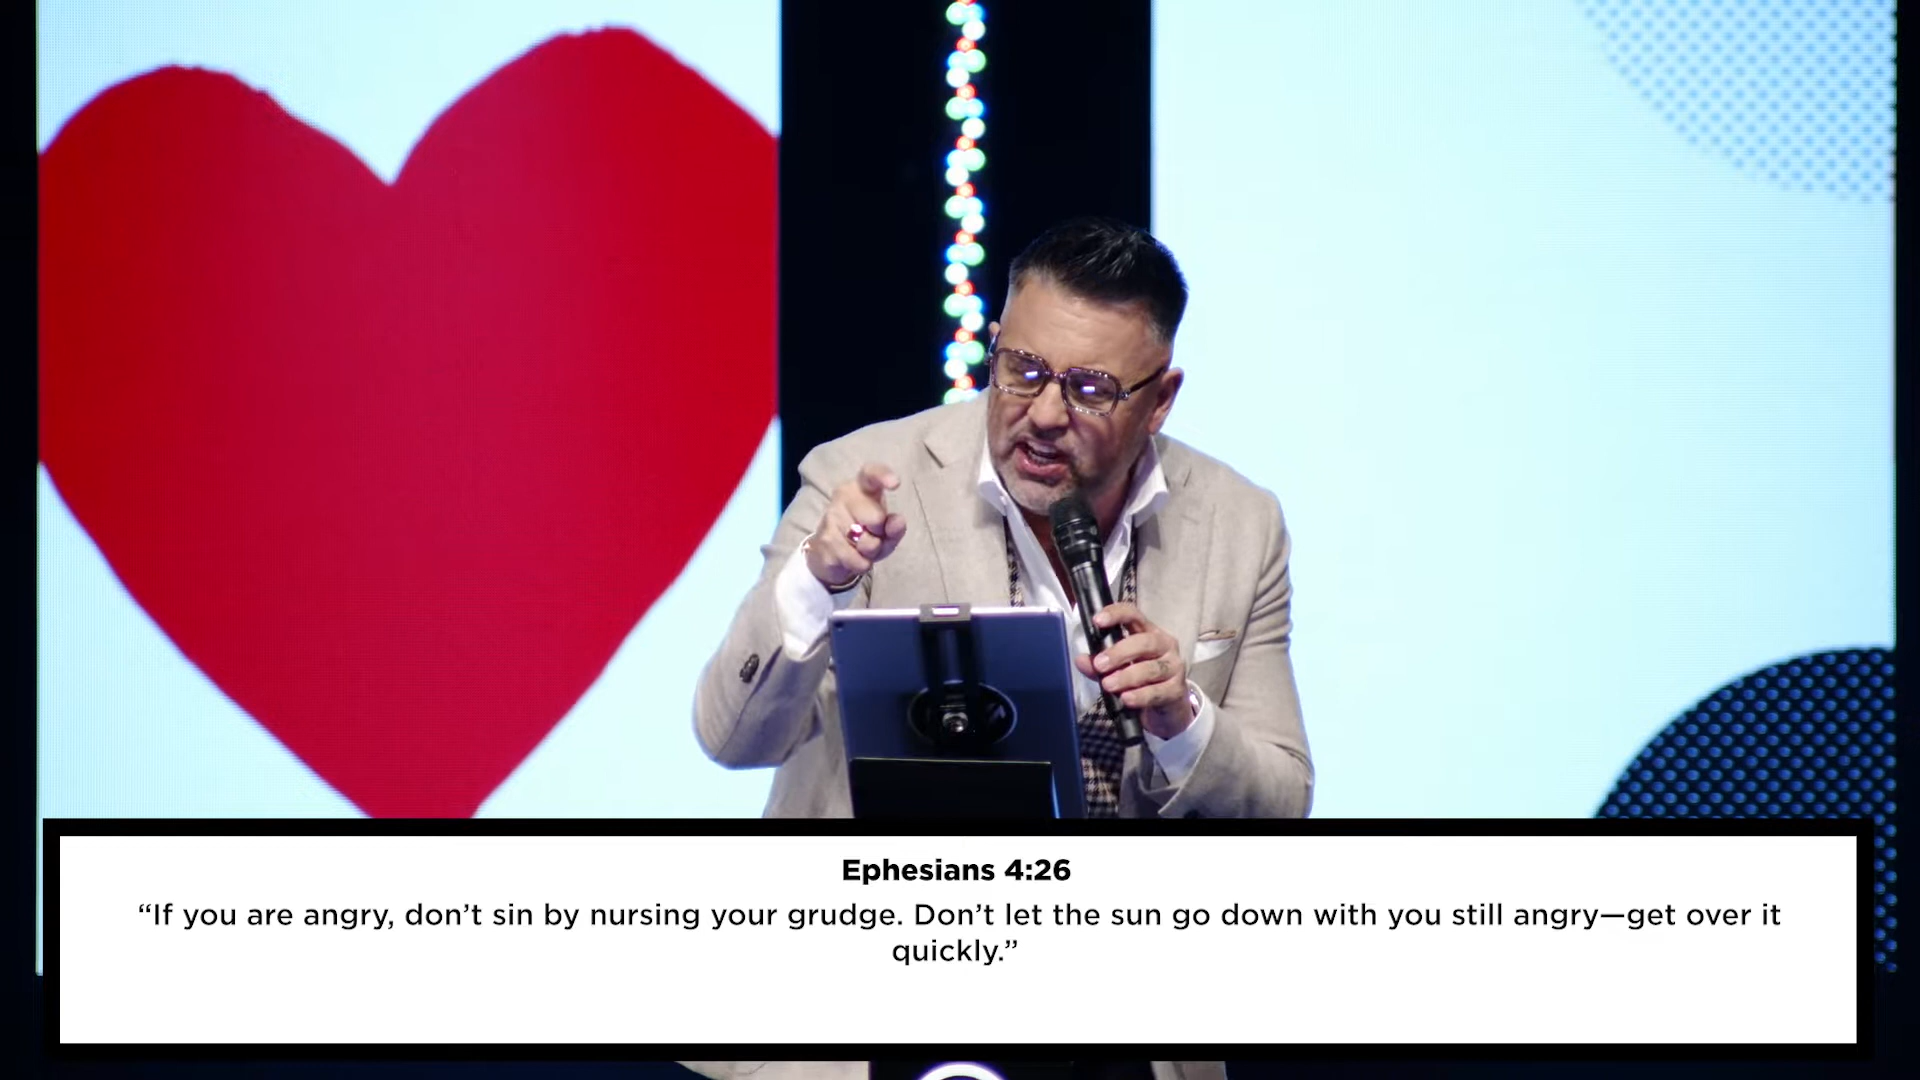 Ephesians 4:26
“If you are angry, don’t sin by nursing your grudge. Don’t let the sun go down with you still angry—get over it
quickly.”